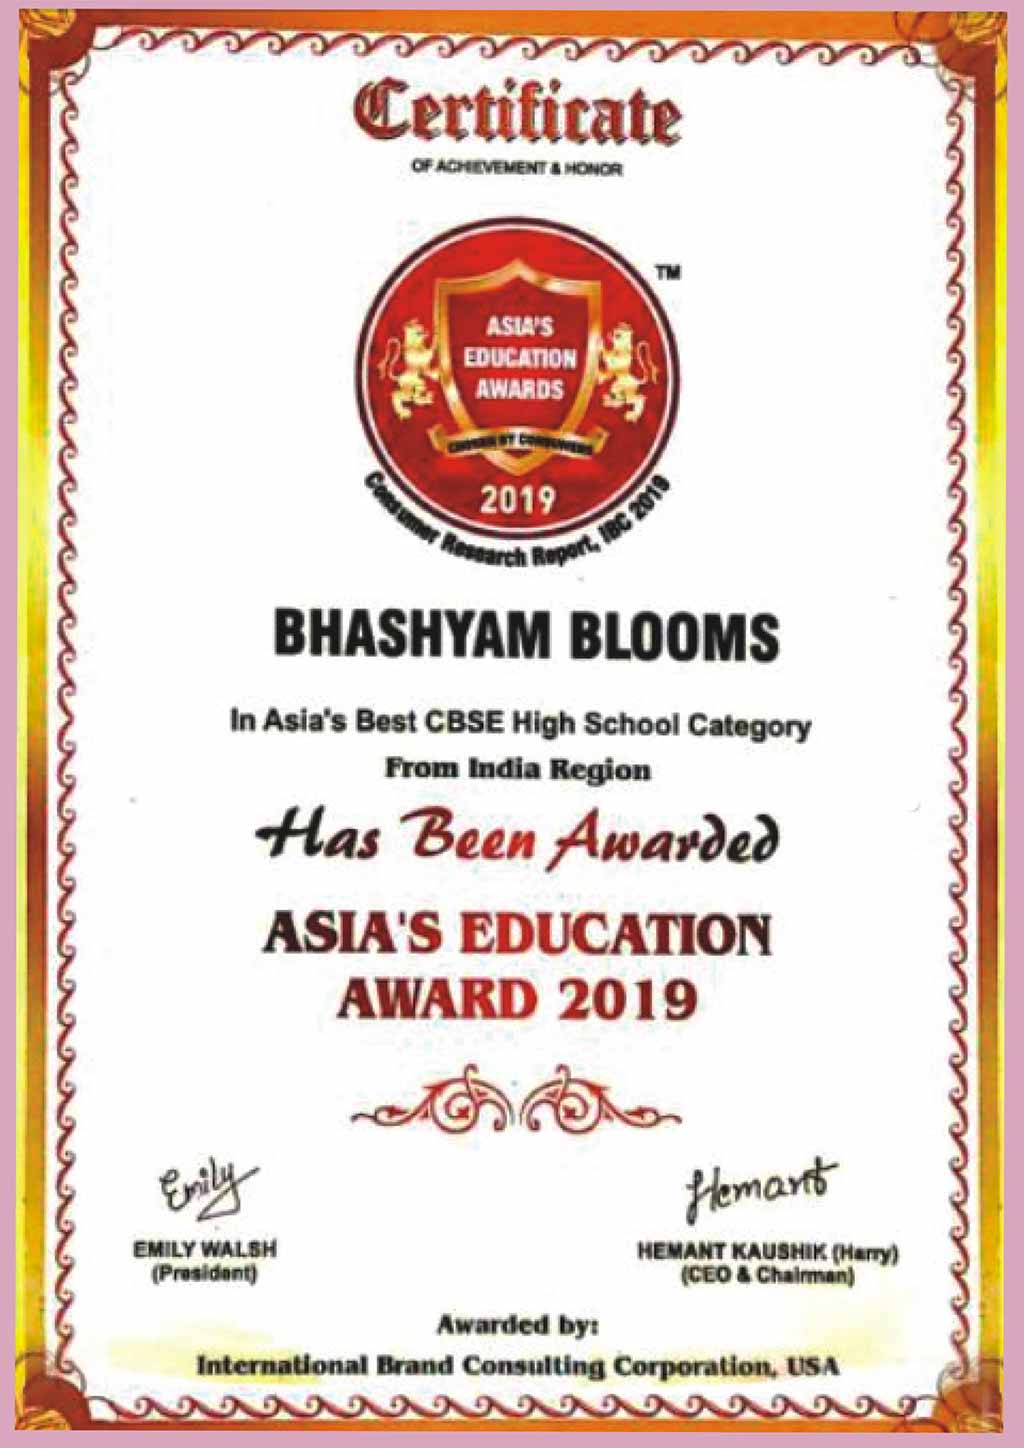 Certificate
OF ACHIEVEMENT & HONOR
TM
ASIA'S
EDUCATION
AWARDS
CHOSEN BY CONSUMERS
2019
Consumer Research Report, IBC 2019
BHASHYAM BLOOMS
In Asia's Best CBSE High School Category
From India Region
Has Been Awarded
ASIA'S EDUCATION
AWARD 2019
Emily
Hemant
EMILY WALSH
(President)
HEMANT KAUSHIK (Harry)
(CEO & Chairman)
Awarded by:
International Brand Consulting Corporation, USA